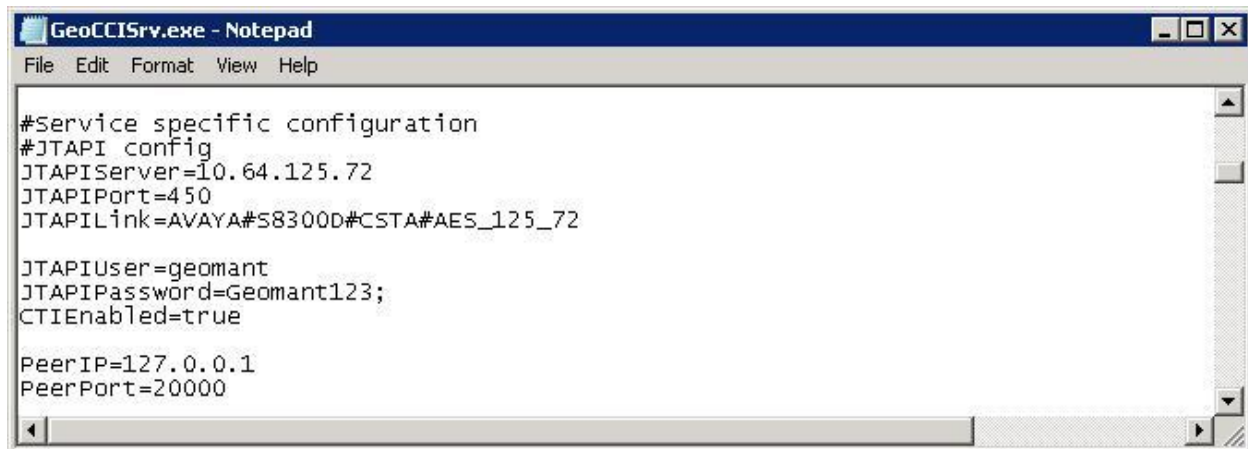 GeoCCISrv.exe - Notepad
File Edit Format View Help
#Service specific configuration
#JTAPI config
JTAPIServer=10.64.125.72
JTAPIPort=450
JTAPILink=AVAYA#S8300D#CSTA#AES_125_72
JTAPIUser=geomant
JTAPIPassword=Geomant123;
CTIEnabled=true
PeerIP=127.0.0.1
PeerPort=20000